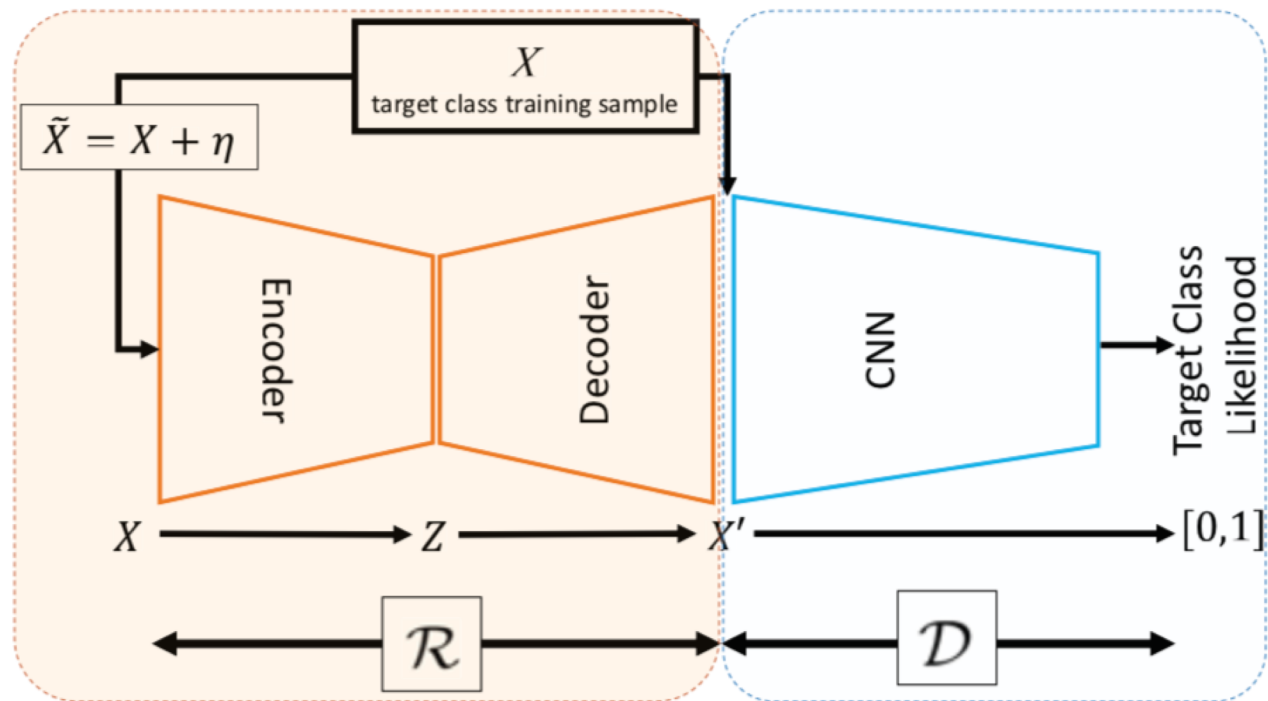 X
target class training sample
X̃ = X + η
Encoder
Decoder
CNN
Target Class
Likelihood
X
Z
X′
[0,1]
ℛ
𝒟